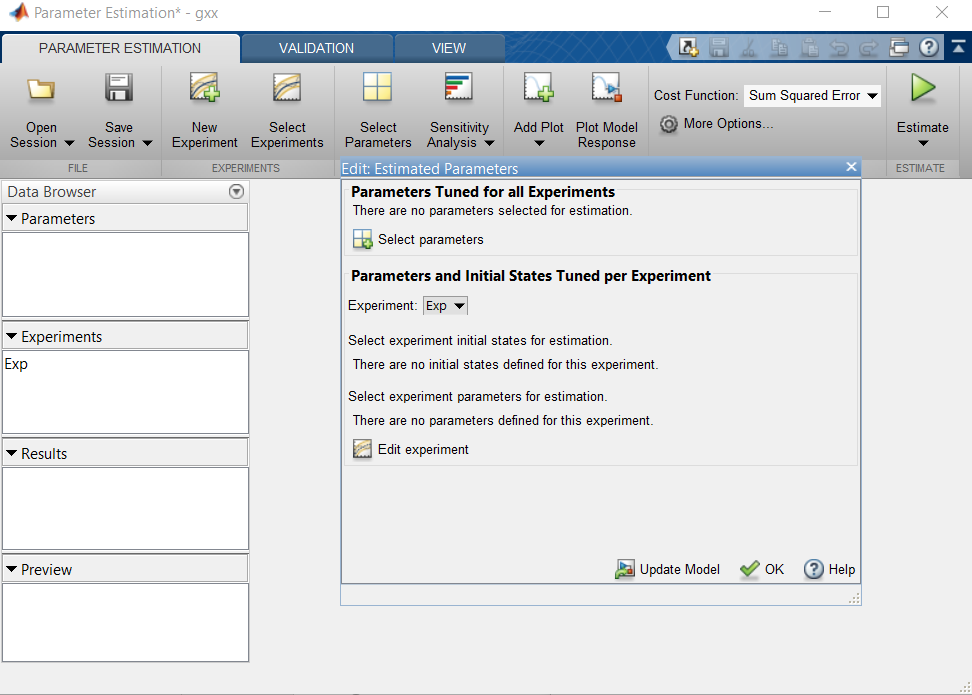 Parameter Estimation* - gxx
PARAMETER ESTIMATION
VALIDATION
VIEW
Open Session
Save Session
New Experiment
Select Experiments
Select Parameters
Sensitivity Analysis
Add Plot
Plot Model Response
Cost Function: Sum Squared Error
More Options...
Estimate
FILE
EXPERIMENTS
ESTIMATE
Data Browser
Parameters
Experiments
Exp
Results
Preview
Edit: Estimated Parameters
Parameters Tuned for all Experiments
There are no parameters selected for estimation.
Select parameters
Parameters and Initial States Tuned per Experiment
Experiment: Exp
Select experiment initial states for estimation.
There are no initial states defined for this experiment.
Select experiment parameters for estimation.
There are no parameters defined for this experiment.
Edit experiment
Update Model
OK
Help